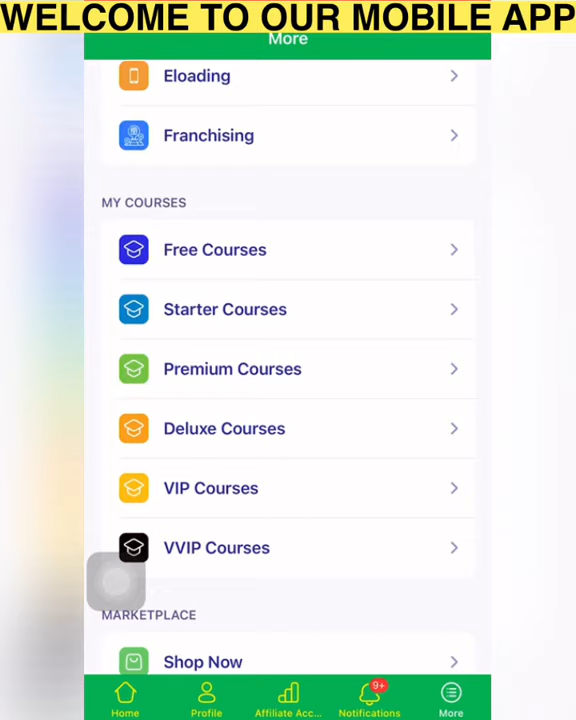 WELCOME TO OUR MOBILE APP
More
Eloading
Franchising
MY COURSES
Free Courses
Starter Courses
Premium Courses
Deluxe Courses
VIP Courses
VVIP Courses
MARKETPLACE
Shop Now
9+
Home
Profile
Affiliate Acc...
Notifications
More